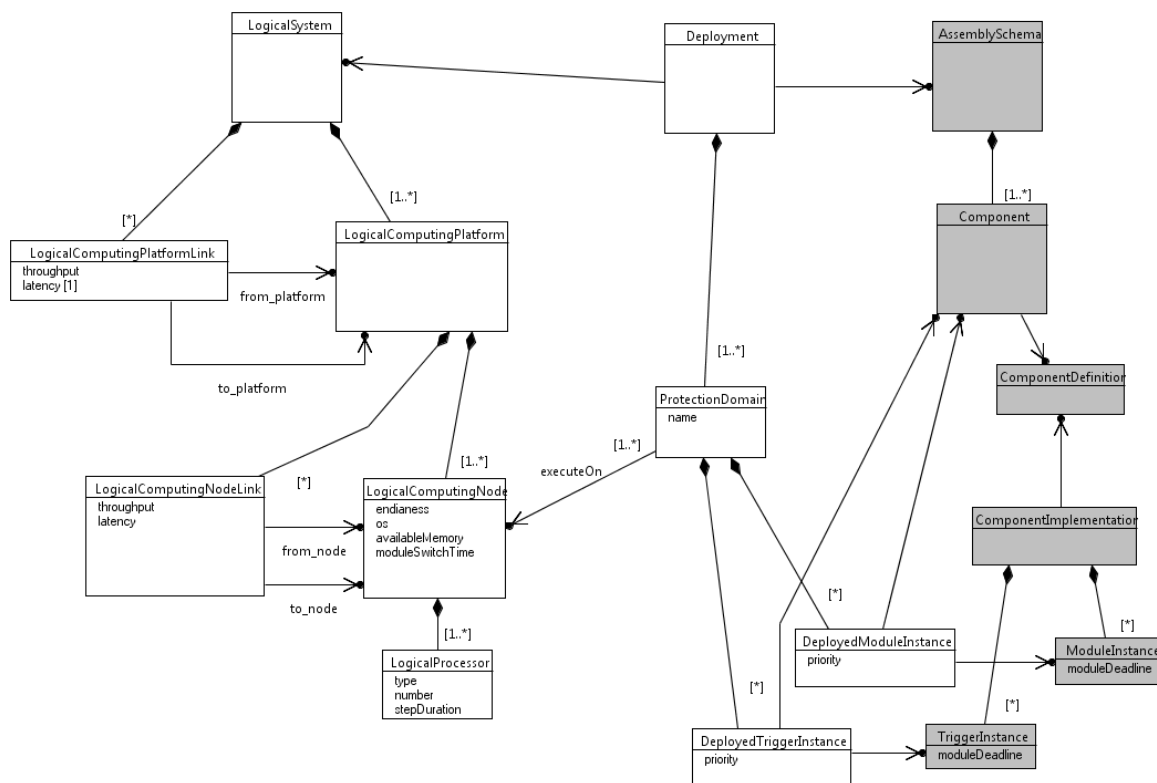 LogicalSystem
Deployment
AssemblySchema
[*]
[1..*]
[1..*]
LogicalComputingPlatformLink
throughput
latency [1]
LogicalComputingPlatform
Component
from_platform
to_platform
[1..*]
ComponentDefinition
ProtectionDomain
name
[1..*]
executeOn
[*]
[1..*]
LogicalComputingNodeLink
throughput
latency
LogicalComputingNode
endianess
os
availableMemory
moduleSwitchTime
from_node
to_node
ComponentImplementation
[*]
[1..*]
[*]
LogicalProcessor
type
number
stepDuration
DeployedModuleInstance
priority
ModuleInstance
moduleDeadline
[*]
[*]
DeployedTriggerInstance
priority
TriggerInstance
moduleDeadline